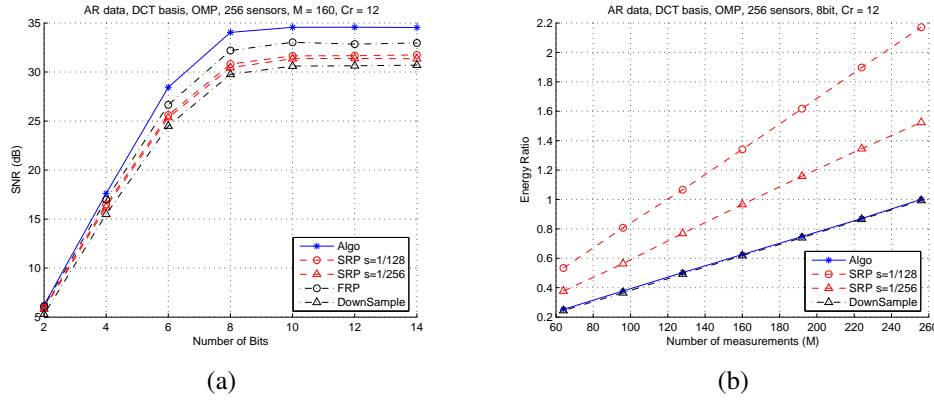 AR data, DCT basis, OMP, 256 sensors, M = 160, Cr = 12
35
30
25
20
15
10
5
SNR (dB)
2
4
6
8
10
12
14
Number of Bits
Algo
SRP s=1/128
SRP s=1/256
FRP
DownSample
(a)
AR data, DCT basis, OMP, 256 sensors, 8bit, Cr = 12
2.2
2
1.8
1.6
1.4
1.2
1
0.8
0.6
0.4
0.2
Energy Ratio
60
80
100
120
140
160
180
200
220
240
260
Number of measurements (M)
Algo
SRP s=1/128
SRP s=1/256
DownSample
(b)